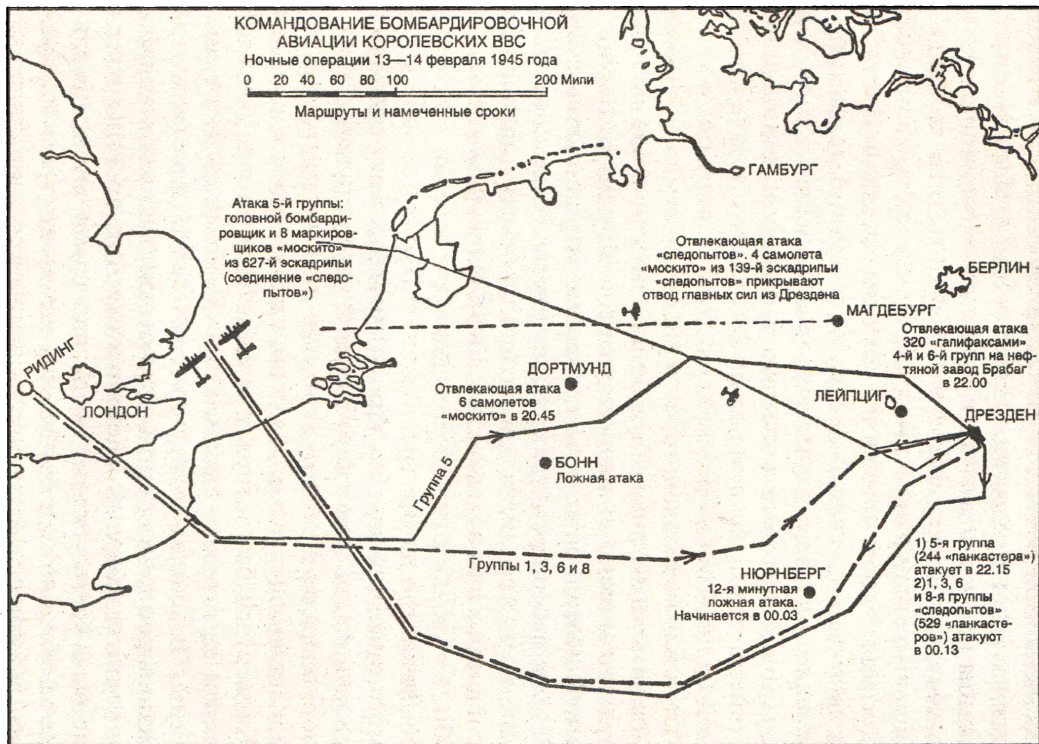 КОМАНДОВАНИЕ БОМБАРДИРОВОЧНОЙ
АВИАЦИИ КОРОЛЕВСКИХ ВВС
Ночные операции 13—14 февраля 1945 года
0 20 40 60 80 100 200 Мили
Маршруты и намеченные сроки
ГАМБУРГ
Атака 5-й группы:
головной бомбарди-
ровщик и 8 маркиров-
щиков «москито»
из 627-й эскадрильи
(соединение «следо-
пытов»)
Отвлекающая атака
«следопытов». 4 самолета
«москито» из 139-й эскадрильи
«следопытов» прикрывают
отвод главных сил из Дрездена
БЕРЛИН
МАГДЕБУРГ
Отвлекающая атака
320 «галифаксами»
4-й и 6-й групп на неф-
тяной завод Брабаг
в 22.00
РИДИНГ
ЛОНДОН
ДОРТМУНД
Отвлекающая атака
6 самолетов
«москито» в 20.45
ЛЕЙПЦИГ
ДРЕЗДЕН
БОНН
Ложная атака
Группа 5
Группы 1, 3, 6 и 8
НЮРНБЕРГ
12-я минутная
ложная атака.
Начинается в 00.03
1) 5-я группа
(244 «ланкастера»)
атакует в 22.15
2)1, 3, 6
и 8-я группы
«следопытов»
(529 «ланкасте-
ров») атакуют
в 00.13